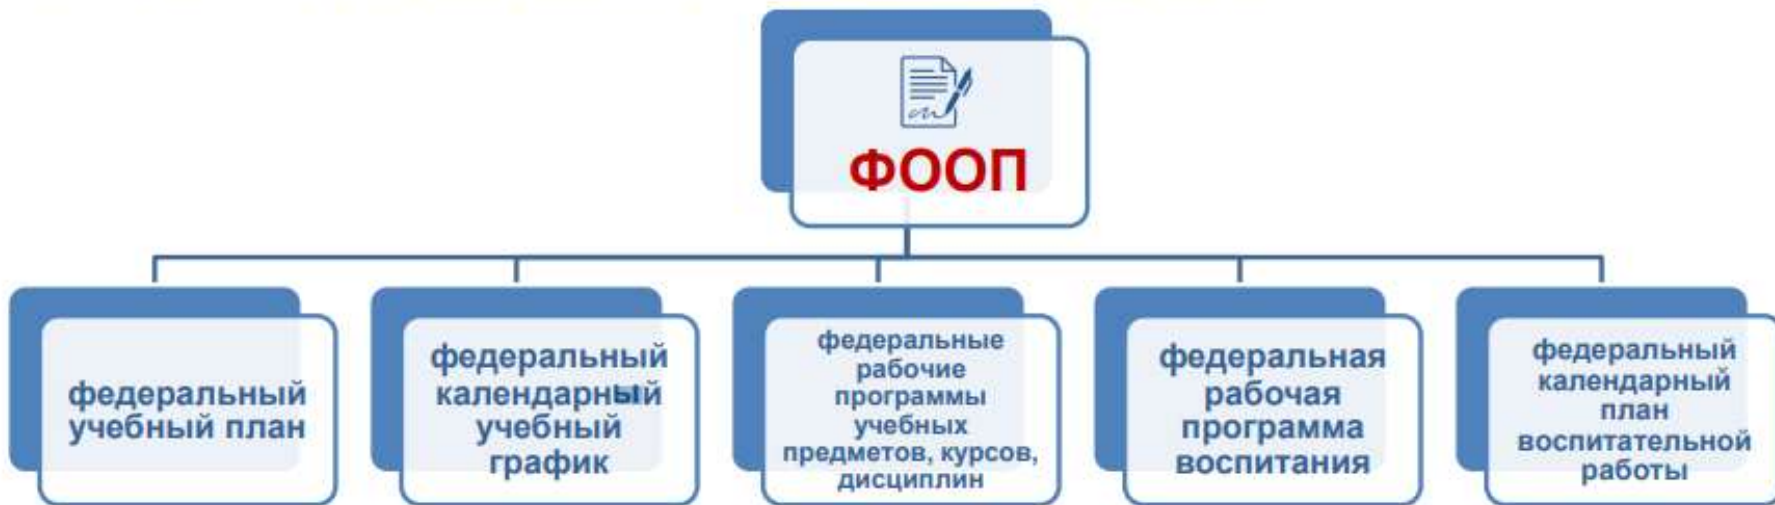 ФООП
федеральный
учебный план
федеральный
календарный
учебный
график
федеральные
рабочие
программы
учебных
предметов, курсов,
дисциплин
федеральная
рабочая
программа
воспитания
федеральный
календарный
план
воспитательной
работы